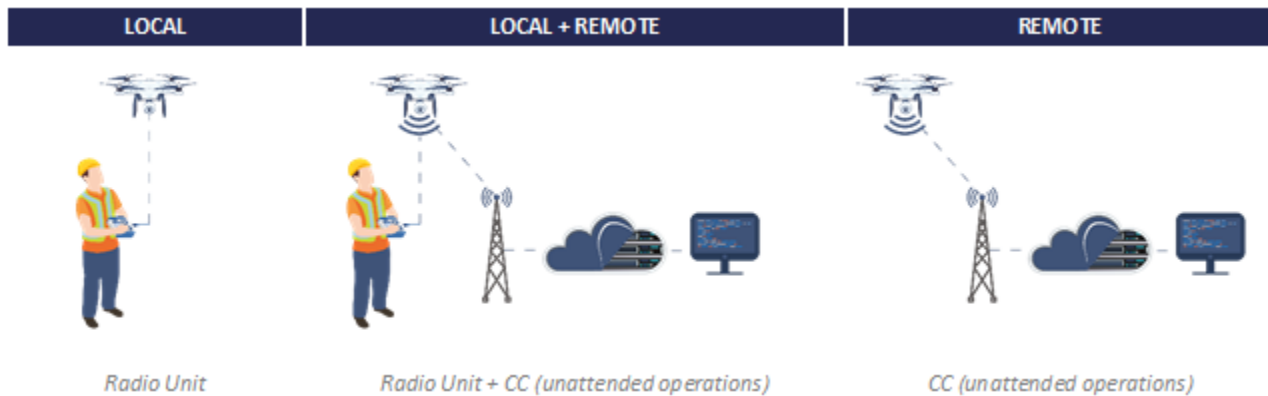 LOCAL
LOCAL + REMOTE
REMOTE
Radio Unit
Radio Unit + CC (unattended operations)
CC (unattended operations)